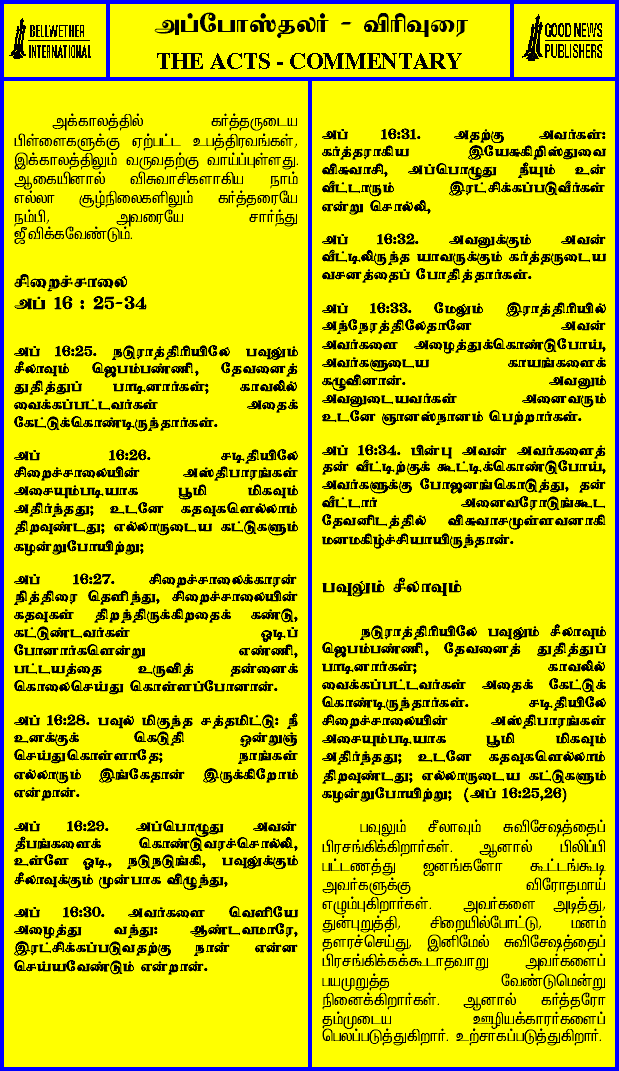 BELLWETHER
INTERNATIONAL
அப்போஸ்தலர் - விரிவுரை
THE ACTS - COMMENTARY
GOOD NEWS
PUBLISHERS
அக்காலத்தில் கர்த்தருடைய
பிள்ளைகளுக்கு ஏற்பட்ட உபத்திரவங்கள்,
இக்காலத்திலும் வருவதற்கு வாய்ப்புள்ளது.
ஆகையினால் விசுவாசிகளாகிய நாம்
எல்லா சூழ்நிலைகளிலும் கர்த்தரையே
நம்பி, அவரையே சார்ந்து
ஜீவிக்கவேண்டும்.
சிறைச்சாலை
அப் 16 : 25-34
அப் 16:25. நடுராத்திரியிலே பவுலும்
சீலாவும் ஜெபம்பண்ணி, தேவனைத்
துதித்துப் பாடினார்கள்; காவலில்
வைக்கப்பட்டவர்கள் அதைக்
கேட்டுக்கொண்டிருந்தார்கள்.
அப் 16:26. சடிதியிலே
சிறைச்சாலையின் அஸ்திபாரங்கள்
அசையும்படியாக பூமி மிகவும்
அதிர்ந்தது; உடனே கதவுகளெல்லாம்
திறவுண்டது; எல்லாருடைய கட்டுகளும்
கழன்றுபோயிற்று;
அப் 16:27. சிறைச்சாலைக்காரன்
நித்திரை தெளிந்து, சிறைச்சாலையின்
கதவுகள் திறந்திருக்கிறதைக் கண்டு,
கட்டுண்டவர்கள் ஓடிப்
போனார்களென்று எண்ணி,
பட்டயத்தை உருவித் தன்னைக்
கொலைசெய்து கொள்ளப்போனான்.
அப் 16:28. பவுல் மிகுந்த சத்தமிட்டு: நீ
உனக்குக் கெடுதி ஒன்றுஞ்
செய்துகொள்ளாதே; நாங்கள்
எல்லாரும் இங்கேதான் இருக்கிறோம்
என்றான்.
அப் 16:29. அப்பொழுது அவன்
தீபங்களைக் கொண்டுவரச்சொல்லி,
உள்ளே ஓடி, நடுநடுங்கி, பவுலுக்கும்
சீலாவுக்கும் முன்பாக விழுந்து,
அப் 16:30. அவர்களை வெளியே
அழைத்து வந்து: ஆண்டவமாரே,
இரட்சிக்கப்படுவதற்கு நான் என்ன
செய்யவேண்டும் என்றான்.
அப் 16:31. அதற்கு அவர்கள்:
கர்த்தராகிய இயேசுகிறிஸ்துவை
விசுவாசி, அப்பொழுது நீயும் உன்
வீட்டாரும் இரட்சிக்கப்படுவீர்கள்
என்று சொல்லி,
அப் 16:32. அவனுக்கும் அவன்
வீட்டிலிருந்த யாவருக்கும் கர்த்தருடைய
வசனத்தைப் போதித்தார்கள்.
அப் 16:33. மேலும் இராத்திரியில்
அந்நேரத்திலேதானே அவன்
அவர்களை அழைத்துக்கொண்டுபோய்,
அவர்களுடைய காயங்களைக்
கழுவினான். அவனும்
அவனுடையவர்கள் அனைவரும்
உடனே ஞானஸ்நானம் பெற்றார்கள்.
அப் 16:34. பின்பு அவன் அவர்களைத்
தன் வீட்டிற்குக் கூட்டிக்கொண்டுபோய்,
அவர்களுக்கு போஜனங்கொடுத்து, தன்
வீட்டார் அனைவரோடுங்கூட
தேவனிடத்தில் விசுவாசமுள்ளவனாகி
மனமகிழ்ச்சியாயிருந்தான்.
பவுலும் சீலாவும்
நடுராத்திரியிலே பவுலும் சீலாவும்
ஜெபம்பண்ணி, தேவனைத் துதித்துப்
பாடினார்கள்; காவலில்
வைக்கப்பட்டவர்கள் அதைக் கேட்டுக்
கொண்டிருந்தார்கள். சடிதியிலே
சிறைச்சாலையின் அஸ்திபாரங்கள்
அசையும்படியாக பூமி மிகவும்
அதிர்ந்தது; உடனே கதவுகளெல்லாம்
திறவுண்டது; எல்லாருடைய கட்டுகளும்
கழன்றுபோயிற்று; (அப் 16:25,26)
பவுலும் சீலாவும் சுவிசேஷத்தைப்
பிரசங்கிக்கிறார்கள். ஆனால் பிலிப்பி
பட்டணத்து ஜனங்களோ கூட்டங்கூடி
அவர்களுக்கு விரோதமாய்
எழும்புகிறார்கள். அவர்களை அடித்து,
துன்புறுத்தி, சிறையில்போட்டு, மனம்
தளரச்செய்து, இனிமேல் சுவிசேஷத்தைப்
பிரசங்கிக்கக்கூடாதவாறு அவர்களைப்
பயமுறுத்த வேண்டுமென்று
நினைக்கிறார்கள். ஆனால் கர்த்தரோ
தம்முடைய ஊழியக்காரர்களைப்
பெலப்படுத்துகிறார். உற்சாகப்படுத்துகிறார்.